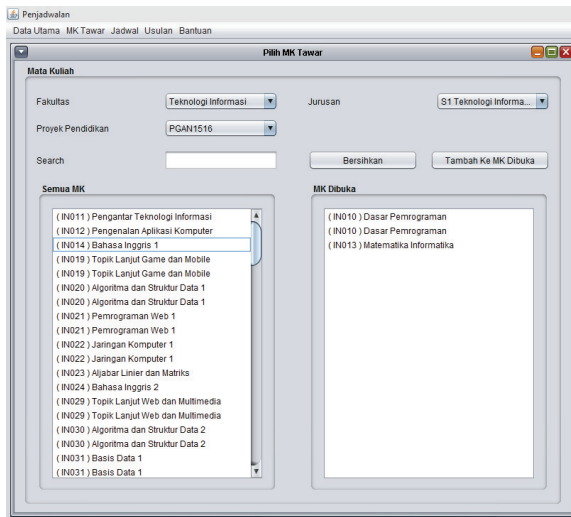 Penjadwalan
Data Utama MK Tawar Jadwal Usulan Bantuan
Pilih MK Tawar
Mata Kuliah
Fakultas Teknologi Informasi Jurusan S1 Teknologi Informa...
Proyek Pendidikan PGAN1516
Search Bersihkan Tambah Ke MK Dibuka
Semua MK
( IN011 ) Pengantar Teknologi Informasi
( IN012 ) Pengenalan Aplikasi Komputer
( IN014 ) Bahasa Inggris 1
( IN019 ) Topik Lanjut Game dan Mobile
( IN019 ) Topik Lanjut Game dan Mobile
( IN020 ) Algoritma dan Struktur Data 1
( IN020 ) Algoritma dan Struktur Data 1
( IN021 ) Pemrograman Web 1
( IN021 ) Pemrograman Web 1
( IN022 ) Jaringan Komputer 1
( IN022 ) Jaringan Komputer 1
( IN023 ) Aljabar Linier dan Matriks
( IN024 ) Bahasa Inggris 2
( IN029 ) Topik Lanjut Web dan Multimedia
( IN029 ) Topik Lanjut Web dan Multimedia
( IN030 ) Algoritma dan Struktur Data 2
( IN030 ) Algoritma dan Struktur Data 2
( IN031 ) Basis Data 1
( IN031 ) Basis Data 1
MK Dibuka
( IN010 ) Dasar Pemrograman
( IN010 ) Dasar Pemrograman
( IN013 ) Matematika Informatika